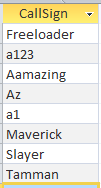 CallSign
Freeloader
a123
Aamazing
Az
a1
Maverick
Slayer
Tamman